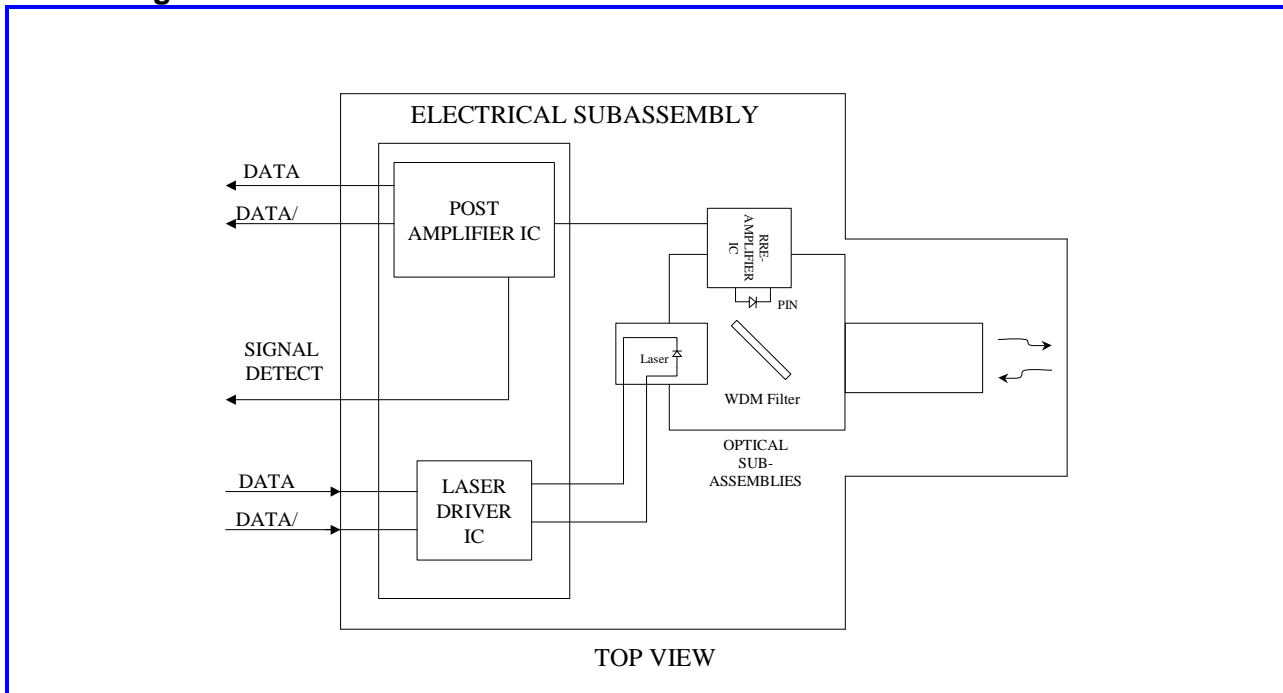 ELECTRICAL SUBASSEMBLY
DATA
DATA/
POST
AMPLIFIER IC
RRE-
AMPLIFIER
IC
PIN
SIGNAL
DETECT
Laser
WDM Filter
OPTICAL
SUB-
ASSEMBLIES
DATA
DATA/
LASER
DRIVER
IC
TOP VIEW